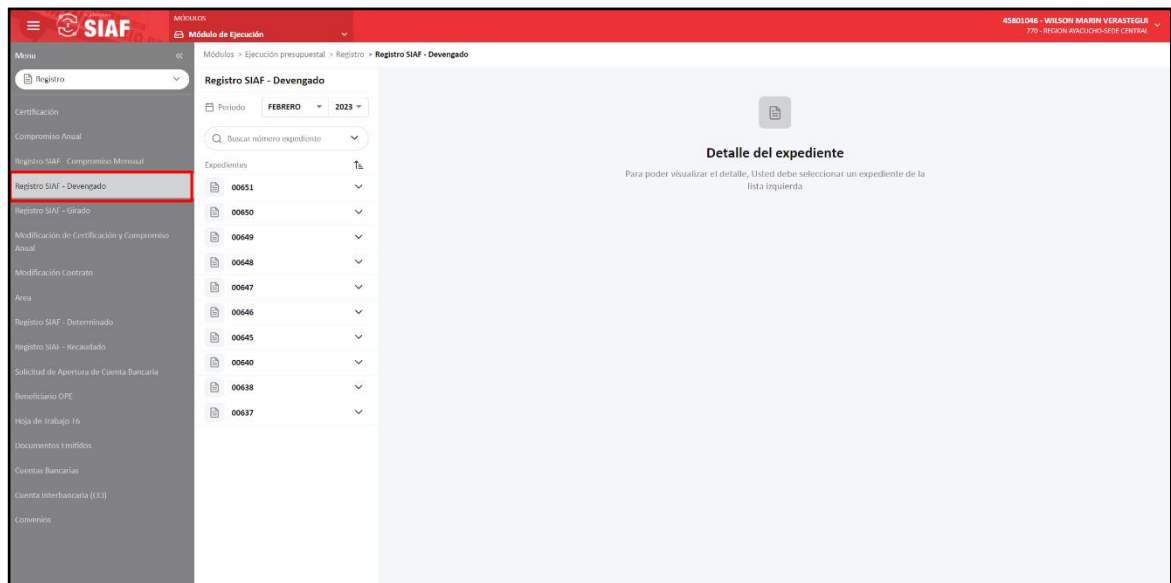 SIAF
MÓDULOS
Módulo de Ejecución
45801046 - WILSON MARIN VERASTEGUI
770 - REGION AYACUCHO-SEDE CENTRAL
Menu
Registro
Certificación
Compromiso Anual
Registro SIAF - Compromiso Mensual
Registro SIAF - Devengado
Registro SIAF - Girado
Modificación de Certificación y Compromiso
Anual
Modificación Contrato
Area
Registro SIAF - Determinado
Registro SIAF - Recaudado
Solicitud de Apertura de Cuenta Bancaria
Beneficiario OPE
Hoja de Trabajo T6
Documentos Emitidos
Cuentas Bancarias
Cuenta Interbancaria (CCI)
Convenios
Módulos > Ejecución presupuestal > Registro > Registro SIAF - Devengado
Registro SIAF - Devengado
Periodo FEBRERO 2023
Buscar número expediente
Expedientes
00651
00650
00649
00648
00647
00646
00645
00640
00638
00637
Detalle del expediente
Para poder visualizar el detalle, Usted debe seleccionar un expediente de la
lista izquierda